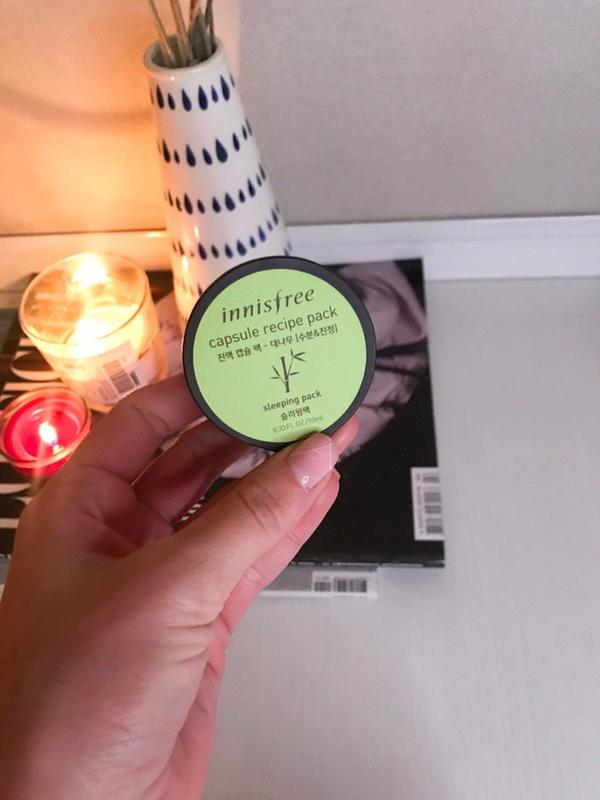 innisfree
capsule recipe pack
진액 캡슐 팩 - 대나무 [수분&진정]
sleeping pack
슬리핑팩
0.33 FL.OZ./10mL